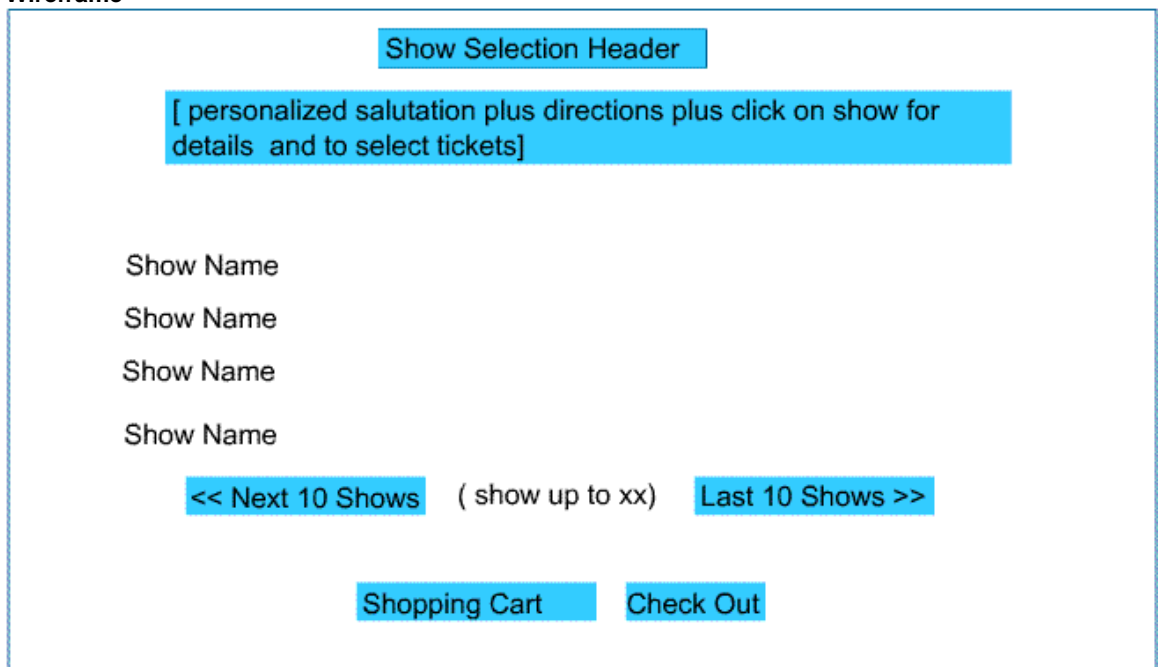 Wireframe
Show Selection Header
[ personalized salutation plus directions plus click on show for
details and to select tickets]
Show Name
Show Name
Show Name
Show Name
<< Next 10 Shows ( show up to xx) Last 10 Shows >>
Shopping Cart Check Out